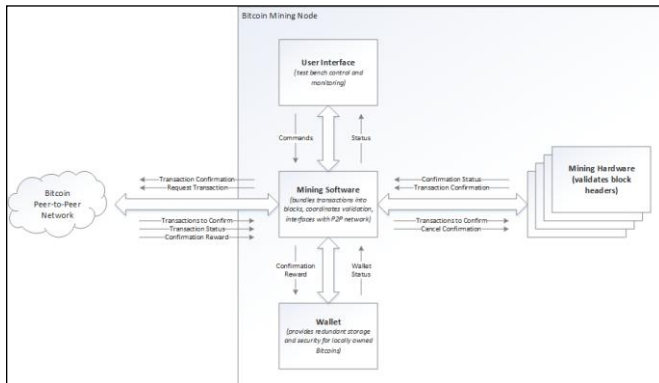 Bitcoin Mining Node
User Interface
(test bench control and
monitoring)
Commands
Status
Bitcoin
Peer-to-Peer
Network
Transaction Confirmation
Request Transaction
Transactions to Confirm
Transaction Status
Confirmation Reward
Mining Software
(bundles transactions into
blocks, coordinates validation,
interfaces with P2P network)
Confirmation Status
Transaction Confirmation
Transactions to Confirm
Cancel Confirmation
Mining Hardware
(validates block
headers)
Confirmation
Reward
Wallet
Status
Wallet
(provides redundant storage
and security for locally owned
Bitcoins)